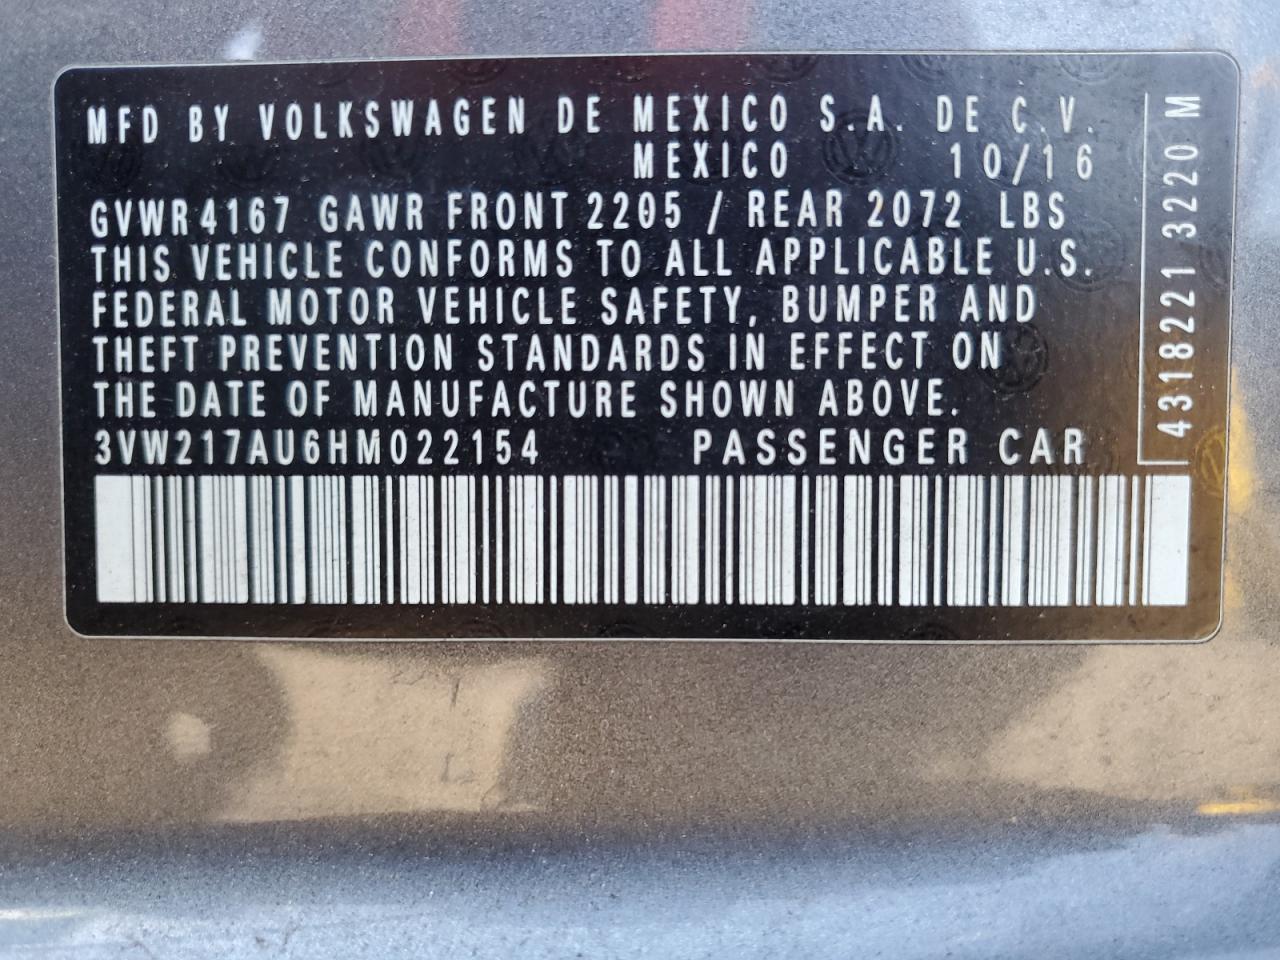 MFD BY VOLKSWAGEN DE MEXICO S.A. DE C.V.
MEXICO 10/16
GVWR 4167 GAWR FRONT 2205 / REAR 2072 LBS
THIS VEHICLE CONFORMS TO ALL APPLICABLE U.S.
FEDERAL MOTOR VEHICLE SAFETY, BUMPER AND
THEFT PREVENTION STANDARDS IN EFFECT ON
THE DATE OF MANUFACTURE SHOWN ABOVE.
3VW217AU6HM022154 PASSENGER CAR
431821 3220 M